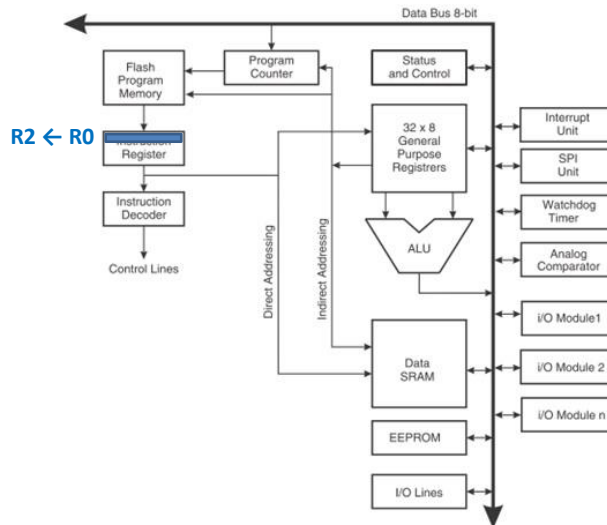 Data Bus 8-bit
Flash
Program
Memory
Program
Counter
Status
and Control
R2 ← R0
Instruction
Register
32 x 8
General
Purpose
Registrers
Interrupt
Unit
SPI
Unit
Instruction
Decoder
Watchdog
Timer
ALU
Analog
Comparator
Control Lines
Direct Addressing
Indirect Addressing
i/O Module1
Data
SRAM
i/O Module 2
i/O Module n
EEPROM
I/O Lines